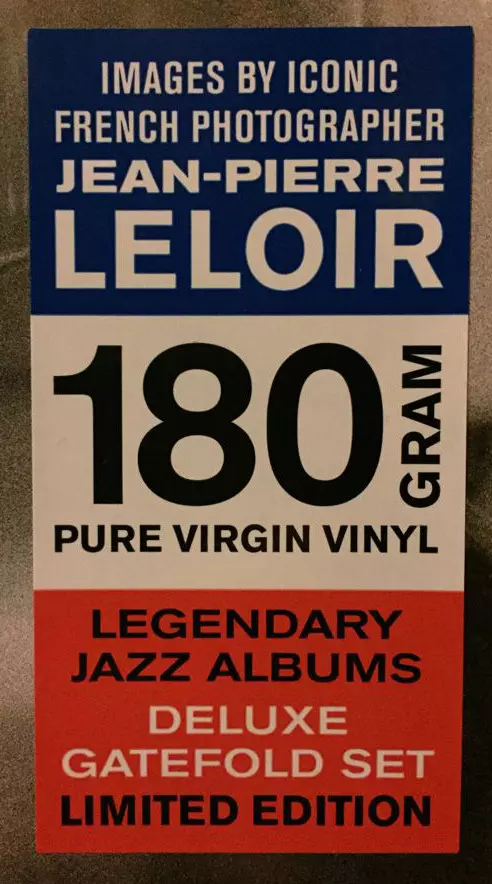 IMAGES BY ICONIC
FRENCH PHOTOGRAPHER
JEAN-PIERRE
LELOIR
180 GRAM
PURE VIRGIN VINYL
LEGENDARY
JAZZ ALBUMS
DELUXE
GATEFOLD SET
LIMITED EDITION